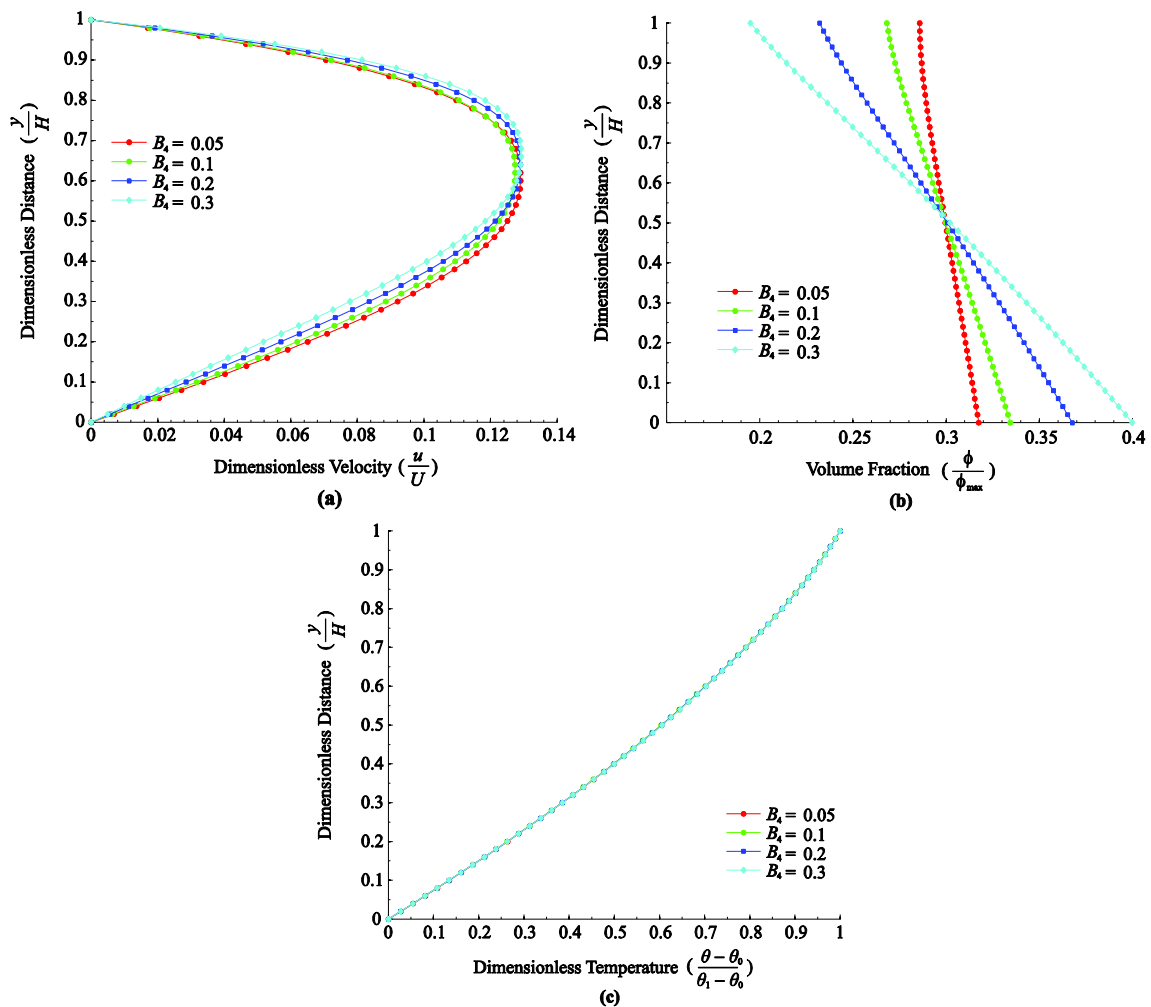 1
0.9
0.8
0.7
0.6
0.5
0.4
0.3
0.2
0.1
0
Dimensionless Distance (y/H)
B4 = 0.05
B4 = 0.1
B4 = 0.2
B4 = 0.3
0 0.02 0.04 0.06 0.08 0.1 0.12 0.14
Dimensionless Velocity (u/U)
(a)
1
0.9
0.8
0.7
0.6
0.5
0.4
0.3
0.2
0.1
0
Dimensionless Distance (y/H)
B4 = 0.05
B4 = 0.1
B4 = 0.2
B4 = 0.3
0.2 0.25 0.3 0.35 0.4
Volume Fraction (ϕ/ϕmax)
(b)
1
0.9
0.8
0.7
0.6
0.5
0.4
0.3
0.2
0.1
0
Dimensionless Distance (y/H)
B4 = 0.05
B4 = 0.1
B4 = 0.2
B4 = 0.3
0 0.1 0.2 0.3 0.4 0.5 0.6 0.7 0.8 0.9 1
Dimensionless Temperature (θ − θ0/θ1 − θ0)
(c)